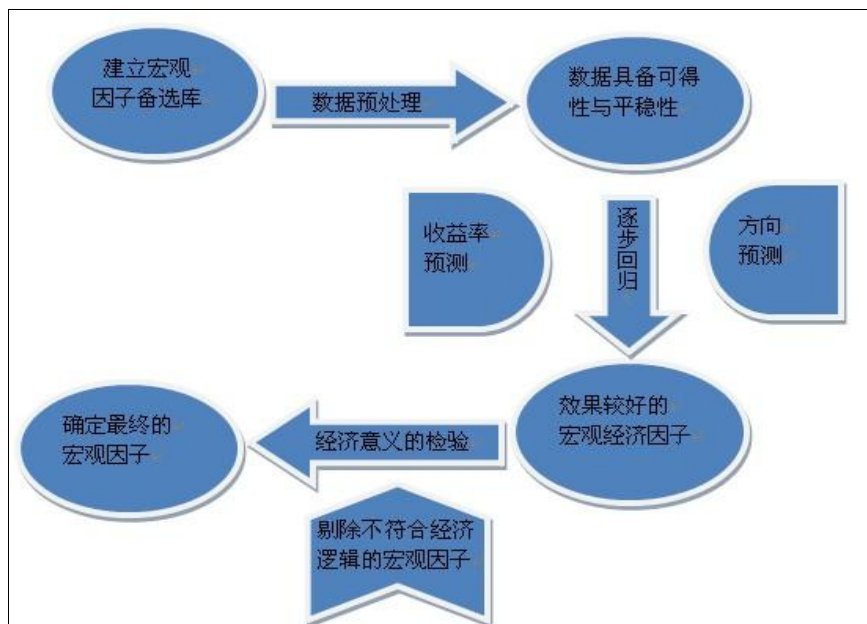 建立宏观
因子备选库
数据预处理
数据具备可得
性与平稳性
收益率
预测
逐步回归
方向
预测
效果较好的
宏观经济因子
经济意义的检验
确定最终的
宏观因子
剔除不符合经济
逻辑的宏观因子